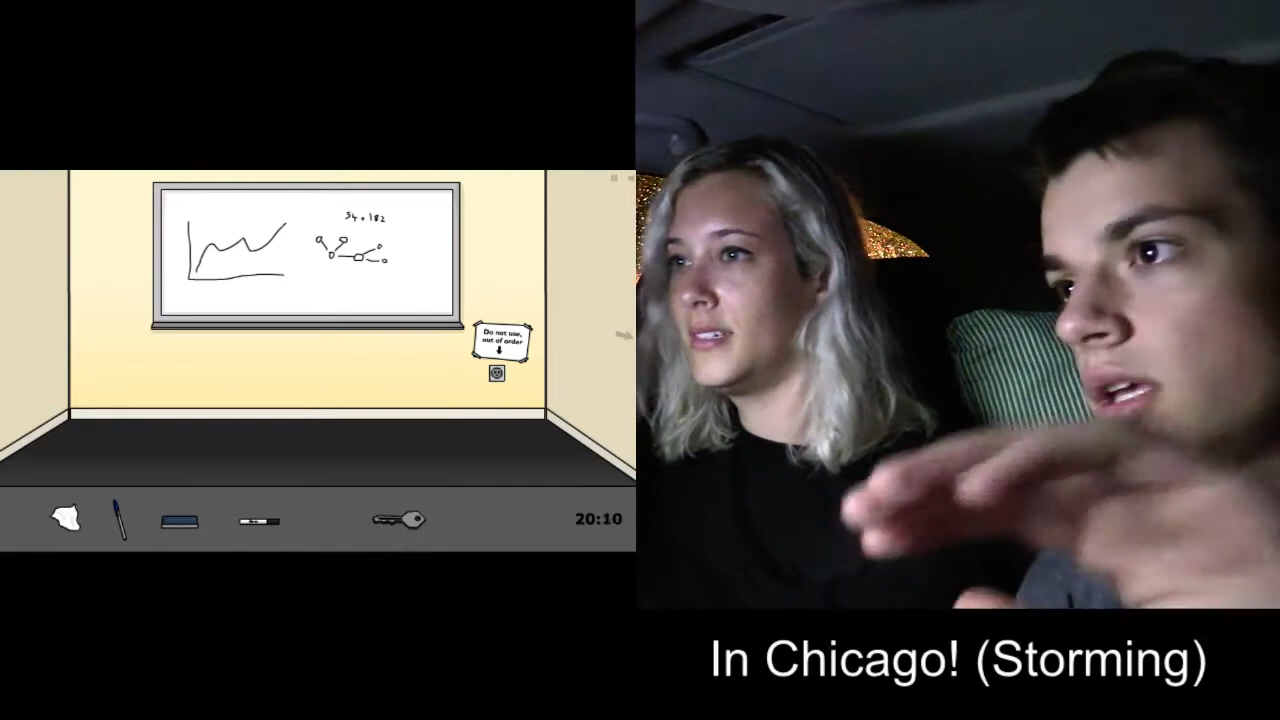 54 + 182
Do not use,
out of order
20:10
In Chicago! (Storming)